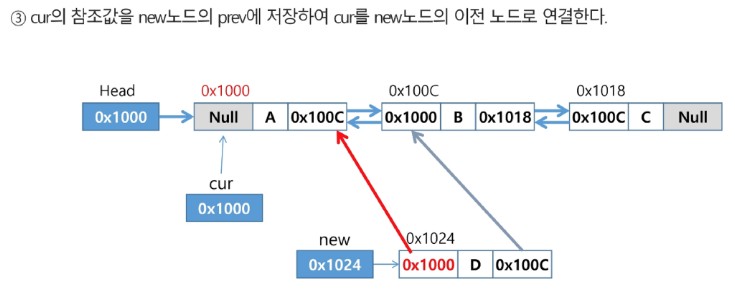 ③ cur의 참조값을 new노드의 prev에 저장하여 cur를 new노드의 이전 노드로 연결한다.
Head 0x1000 0x100C 0x1018
0x1000 Null A 0x100C 0x1000 B 0x1018 0x100C C Null
cur
0x1000
new 0x1024
0x1024 0x1000 D 0x100C